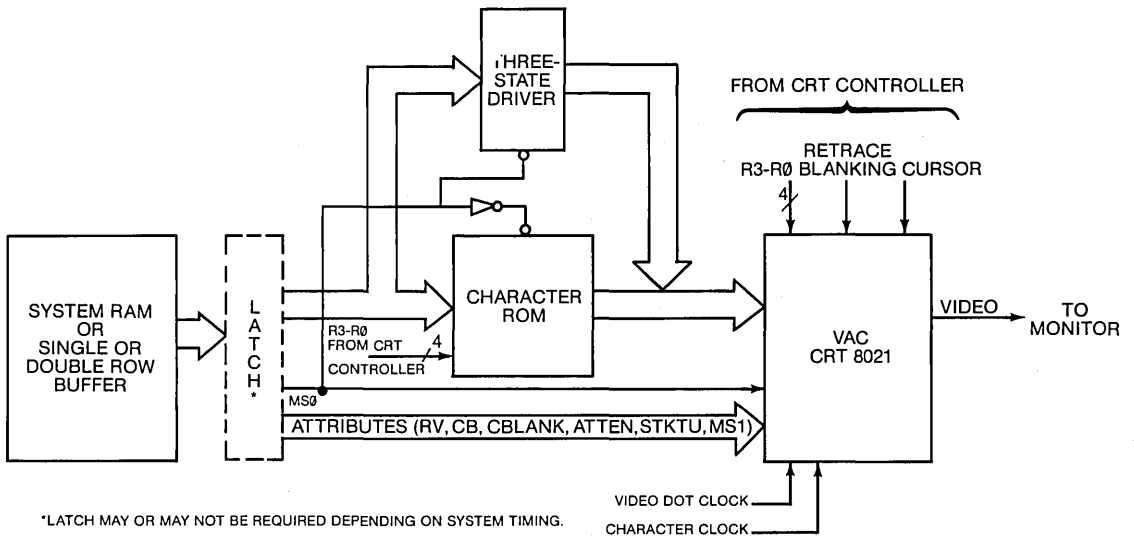 THREE-
STATE
DRIVER
FROM CRT CONTROLLER
RETRACE
R3-RØ BLANKING CURSOR
4
SYSTEM RAM
OR
SINGLE OR
DOUBLE ROW
BUFFER
LATCH*
CHARACTER
ROM
R3-RØ
FROM CRT
CONTROLLER
4
MSØ
ATTRIBUTES (RV, CB, CBLANK, ATTEN, STKTU, MS1)
VAC
CRT 8021
VIDEO
TO
MONITOR
VIDEO DOT CLOCK
CHARACTER CLOCK
*LATCH MAY OR MAY NOT BE REQUIRED DEPENDING ON SYSTEM TIMING.